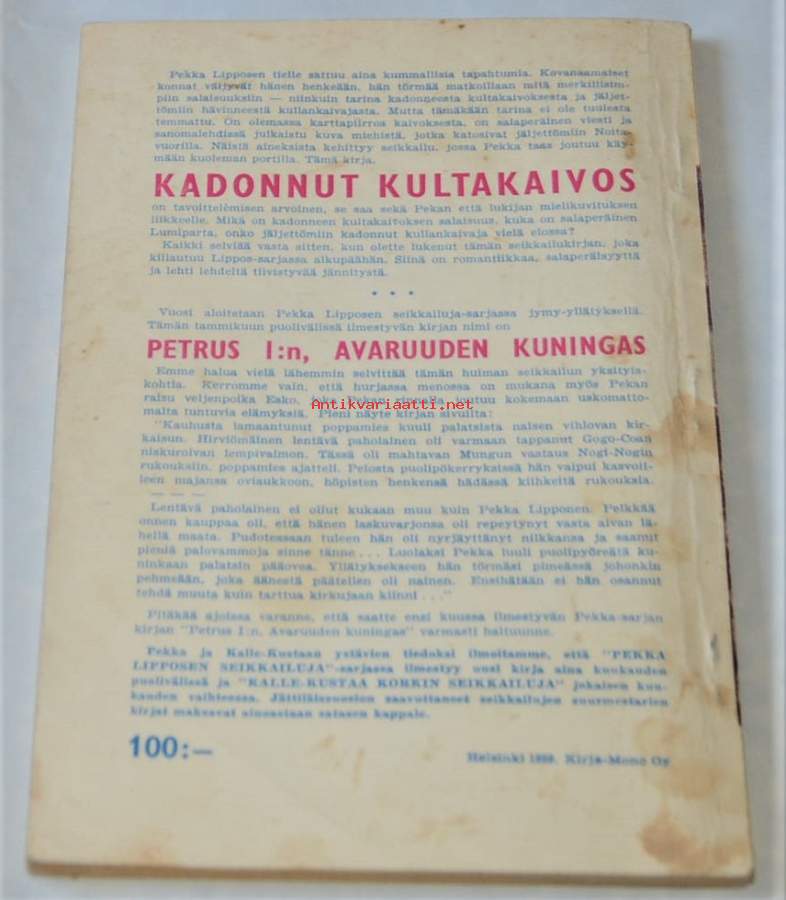 Pekka Lipposen tielle sattuu aina kummallisia tapahtumia. Kovanaamaiset
konnat väijyvät hänen henkeään, hän törmää matkoillaan mitä merkillisim-
piin salaisuuksiin — niinkuin tarina kadonneesta kultakaivoksesta ja jäljet-
tömiin hävinneestä kullankaivajasta. Mutta tämäkään tarina ei ole tuulesta
temmattu. On olemassa karttapiirros kaivoksesta, on salaperäinen viesti ja
sanomalehdissä julkaistu kuva miehistä, jotka katosivat jäljettömiin Noita-
vuorilla. Näistä aineksista kehittyy seikkailu, jossa Pekka taas joutuu käy-
mään kuoleman portilla. Tämä kirja,
KADONNUT KULTAKAIVOS
on tavoittelemisen arvoinen, se saa sekä Pekan että lukijan mielikuvituksen
liikkeelle. Mikä on kadonneen kultakaivoksen salaisuus, kuka on salaperäinen
Lumiparta, onko jäljettömiin kadonnut kullankaivaja vielä elossa?
Kaikki selviää vasta sitten, kun olette lukenut tämän seikkailukirjan, joka
kiilautuu Lippos-sarjassa alkupäähän. Siinä on romantiikkaa, salaperäisyyttä
ja lehti lehdeltä tiivistyvää jännitystä.
• • •
Vuosi aloitetaan Pekka Lipposen seikkailuja-sarjassa jymy-yllätyksellä.
Tämän tammikuun puolivälissä ilmestyvän kirjan nimi on
PETRUS I:n, AVARUUDEN KUNINGAS
Emme halua vielä lähemmin selvittää tämän huiman seikkailun yksityis-
kohtia. Kerromme vain, että hurjassa menossa on mukana myös Pekan
raisu veljenpoika Esko, joka Pekan rinnalla joutuu kokemaan uskomatto-
Antikvariaatti.net
malta tuntuvia elämyksiä. Pieni näyte kirjan sivuilta:
"Kauhusta lamaantunut poppamies kuuli palatsista naisen vihlovan kir-
kaisun. Hirviömäinen lentävä paholainen oli varmaan tappanut Gogo-Coan
niskuroivan lempivaimon. Tässä oli mahtavan Mungun vastaus Nogi-Nogin
rukouksiin, poppamies ajatteli. Pelosta puolipökerryksissä hän vaipui kasvoil-
leen majansa oviaukkoon, höpisten henkensä hädässä kiihkeitä rukouksia.
— — —
Lentävä paholainen ei ollut kukaan muu kuin Pekka Lipponen. Pelkkää
onnen kauppaa oli, että hänen laskuvarjonsa oli repeytynyt vasta aivan lä-
hellä maata. Pudotessaan tuleen hän oli nyrjäyttänyt nilkkansa ja saanut
pieniä palovammoja sinne tänne . . . Luolaksi Pekka luuli puolipyöreätä ku-
ninkaan palatsin pääovea. Yllätyksekseen hän törmäsi pimeässä johonkin
pehmeään, joka äänestä päätellen oli nainen. Ensihätään ei hän osannut
tehdä muuta kuin tarttua kirkujaan kiinni . . ."
Pitäkää ajoissa varanne, että saatte ensi kuussa ilmestyvän Pekka-sarjan
kirjan "Petrus I:n, Avaruuden kuningas" varmasti haltuunne.
Pekka ja Kalle-Kustaan ystävien tiedoksi ilmoitamme, että "PEKKA
LIPPOSEN SEIKKAILUJA"-sarjassa ilmestyy uusi kirja aina kuukauden
puolivälissä ja "KALLE-KUSTAA KORKIN SEIKKAILUJA" jokaisen kuu-
kauden vaihteessa. Jättiläissuosion saavuttaneet seikkailujen suurmestarien
kirjat maksavat ainoastaan satasen kappale.
100:—
Helsinki 1959. Kirja-Mono Oy